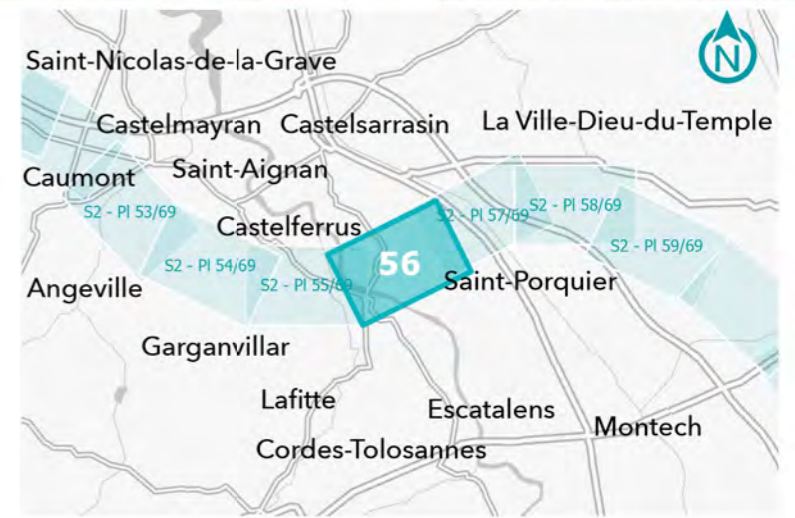 N
Saint-Nicolas-de-la-Grave
Castelmayran Castelsarrasin La Ville-Dieu-du-Temple
Caumont Saint-Aignan
S2 - Pl 53/69 Castelferrus S2 - Pl 57/69 S2 - Pl 58/69
S2 - Pl 54/69 56 S2 - Pl 59/69
Angeville S2 - Pl 55/69 Saint-Porquier
Garganvillar
Lafitte Escatalens
Cordes-Tolosannes Montech